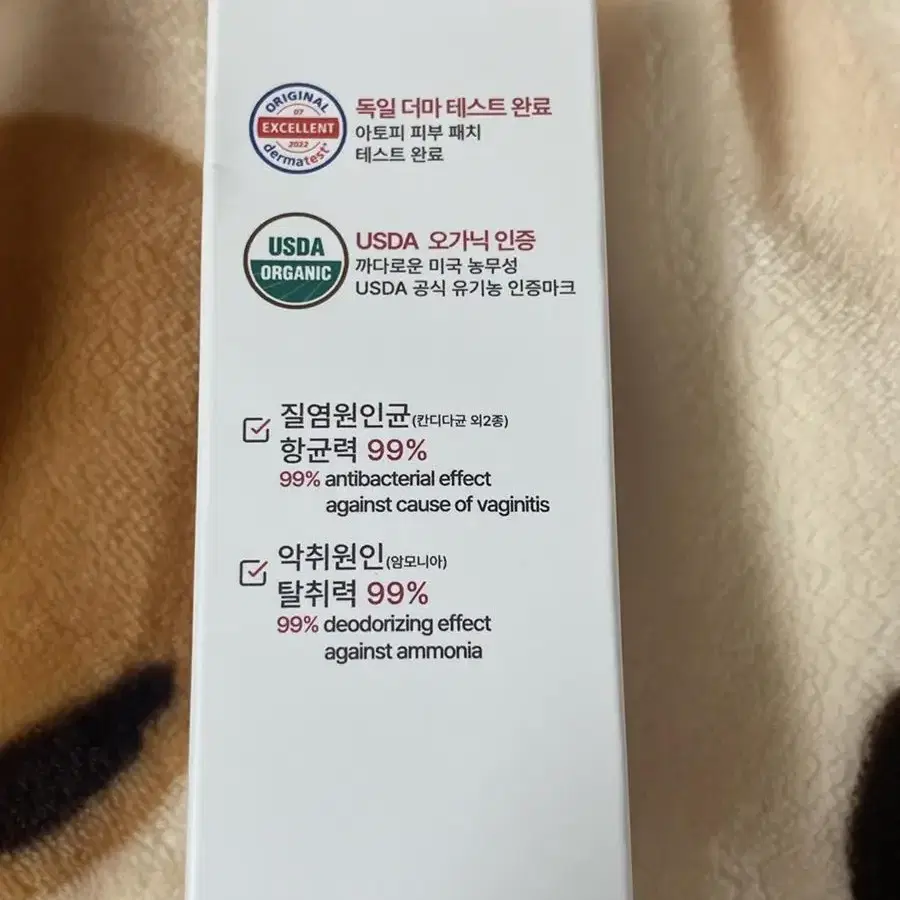 ORIGINAL
07
EXCELLENT
2022
dermatest®
독일 더마 테스트 완료
아토피 피부 패치
테스트 완료
USDA
ORGANIC
USDA 오가닉 인증
까다로운 미국 농무성
USDA 공식 유기농 인증마크
질염원인균(칸디다균 외2종)
항균력 99%
99% antibacterial effect
against cause of vaginitis
악취원인(암모니아)
탈취력 99%
99% deodorizing effect
against ammonia